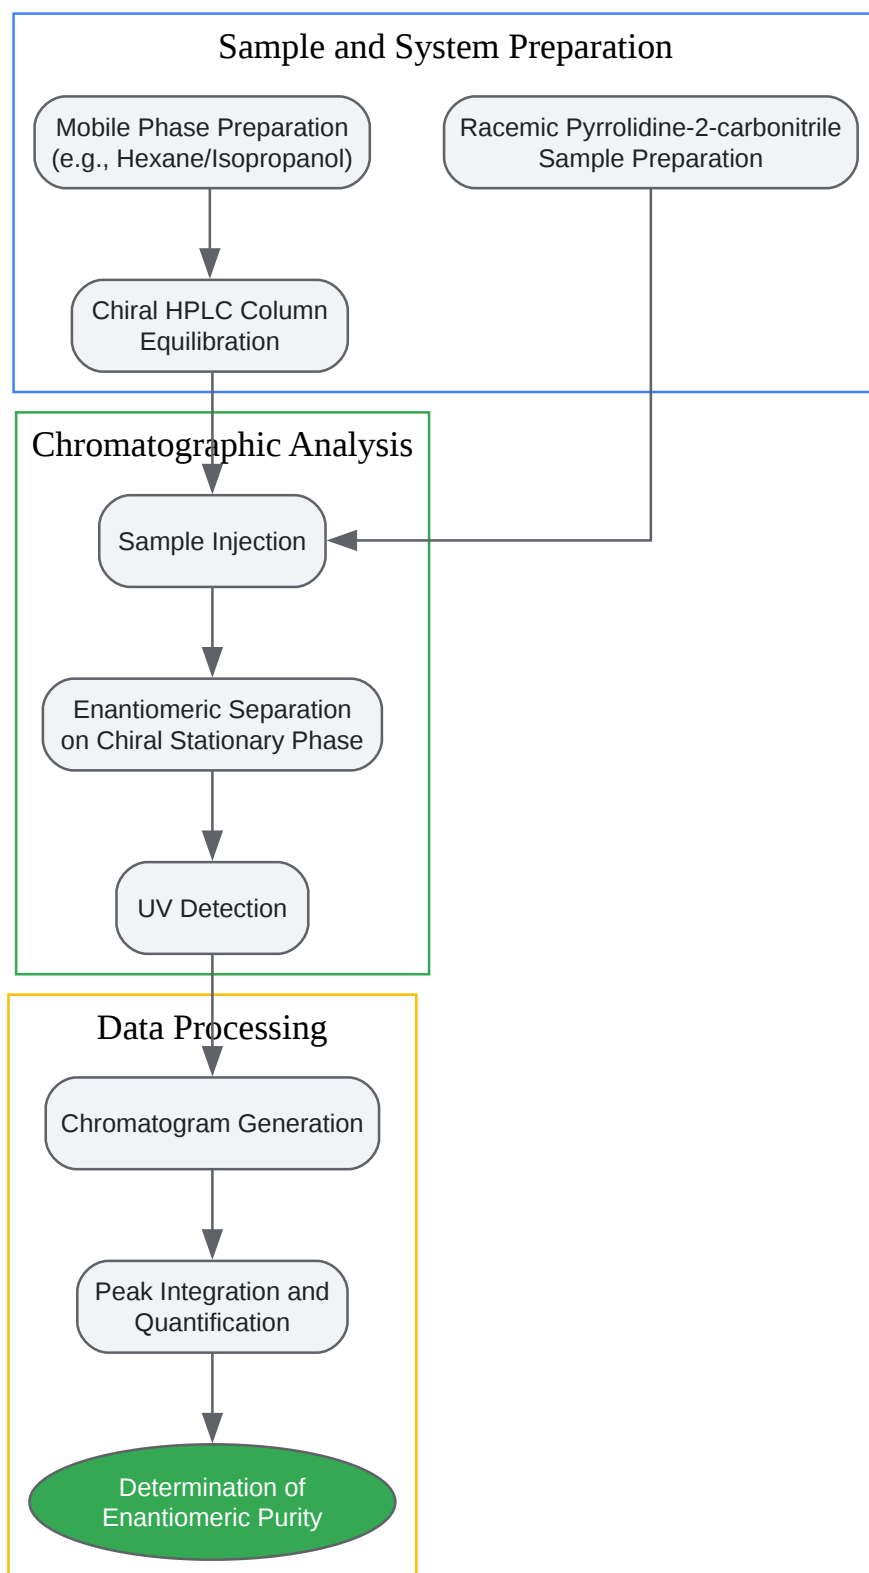 Sample and System Preparation
Mobile Phase Preparation
(e.g., Hexane/Isopropanol)
Racemic Pyrrolidine-2-carbonitrile
Sample Preparation
Chiral HPLC Column
Equilibration
Chromatographic Analysis
Sample Injection
Enantiomeric Separation
on Chiral Stationary Phase
UV Detection
Data Processing
Chromatogram Generation
Peak Integration and
Quantification
Determination of
Enantiomeric Purity